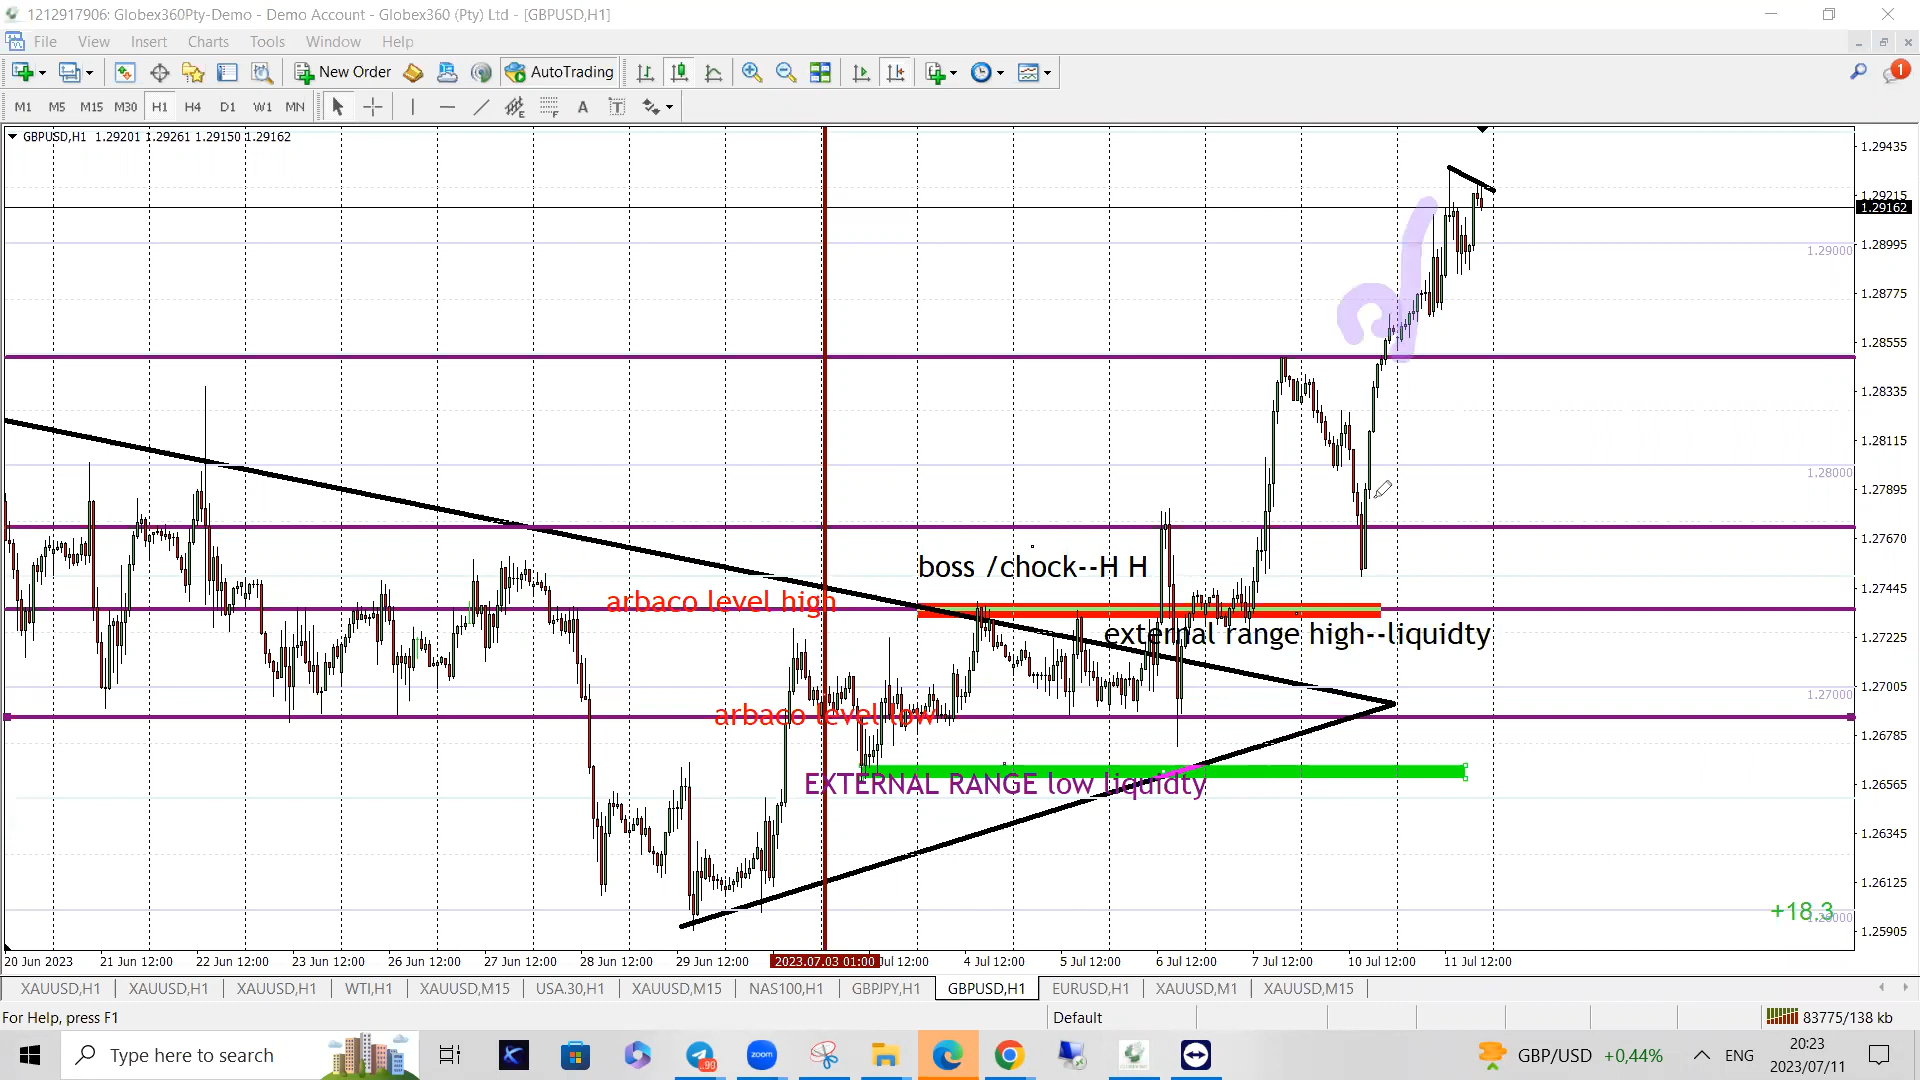 1212917906: Globex360Pty-Demo - Demo Account - Globex360 (Pty) Ltd - [GBPUSD,H1]
File View Insert Charts Tools Window Help
New Order AutoTrading 1
M1 M5 M15 M30 H1 H4 D1 W1 MN A T
GBPUSD,H1 1.29201 1.29261 1.29150 1.29162
1.29435
1.29215
1.29162
1.28995
1.29000
1.28775
1.28555
1.28335
1.28115
1.28000
1.27895
1.27670
boss /chock--H H
1.27445
arbaco level high
external range high--liquidty
1.27225
1.27005
1.27000
arbaco level low
1.26785
EXTERNAL RANGE low liquidty
1.26565
1.26345
1.26125
+18.3
1.26000
1.25905
20 Jun 2023 21 Jun 12:00 22 Jun 12:00 23 Jun 12:00 26 Jun 12:00 27 Jun 12:00 28 Jun 12:00 29 Jun 12:00 2023.07.03 01:00 Jul 12:00 4 Jul 12:00 5 Jul 12:00 6 Jul 12:00 7 Jul 12:00 10 Jul 12:00 11 Jul 12:00
XAUUSD,H1 XAUUSD,H1 XAUUSD,H1 WTI,H1 XAUUSD,M15 USA.30,H1 XAUUSD,M15 NAS100,H1 GBPJPY,H1 GBPUSD,H1 EURUSD,H1 XAUUSD,M1 XAUUSD,M15
For Help, press F1 Default 83775/138 kb
Type here to search .90 zoom GBP/USD +0,44% ENG 20:23
2023/07/11